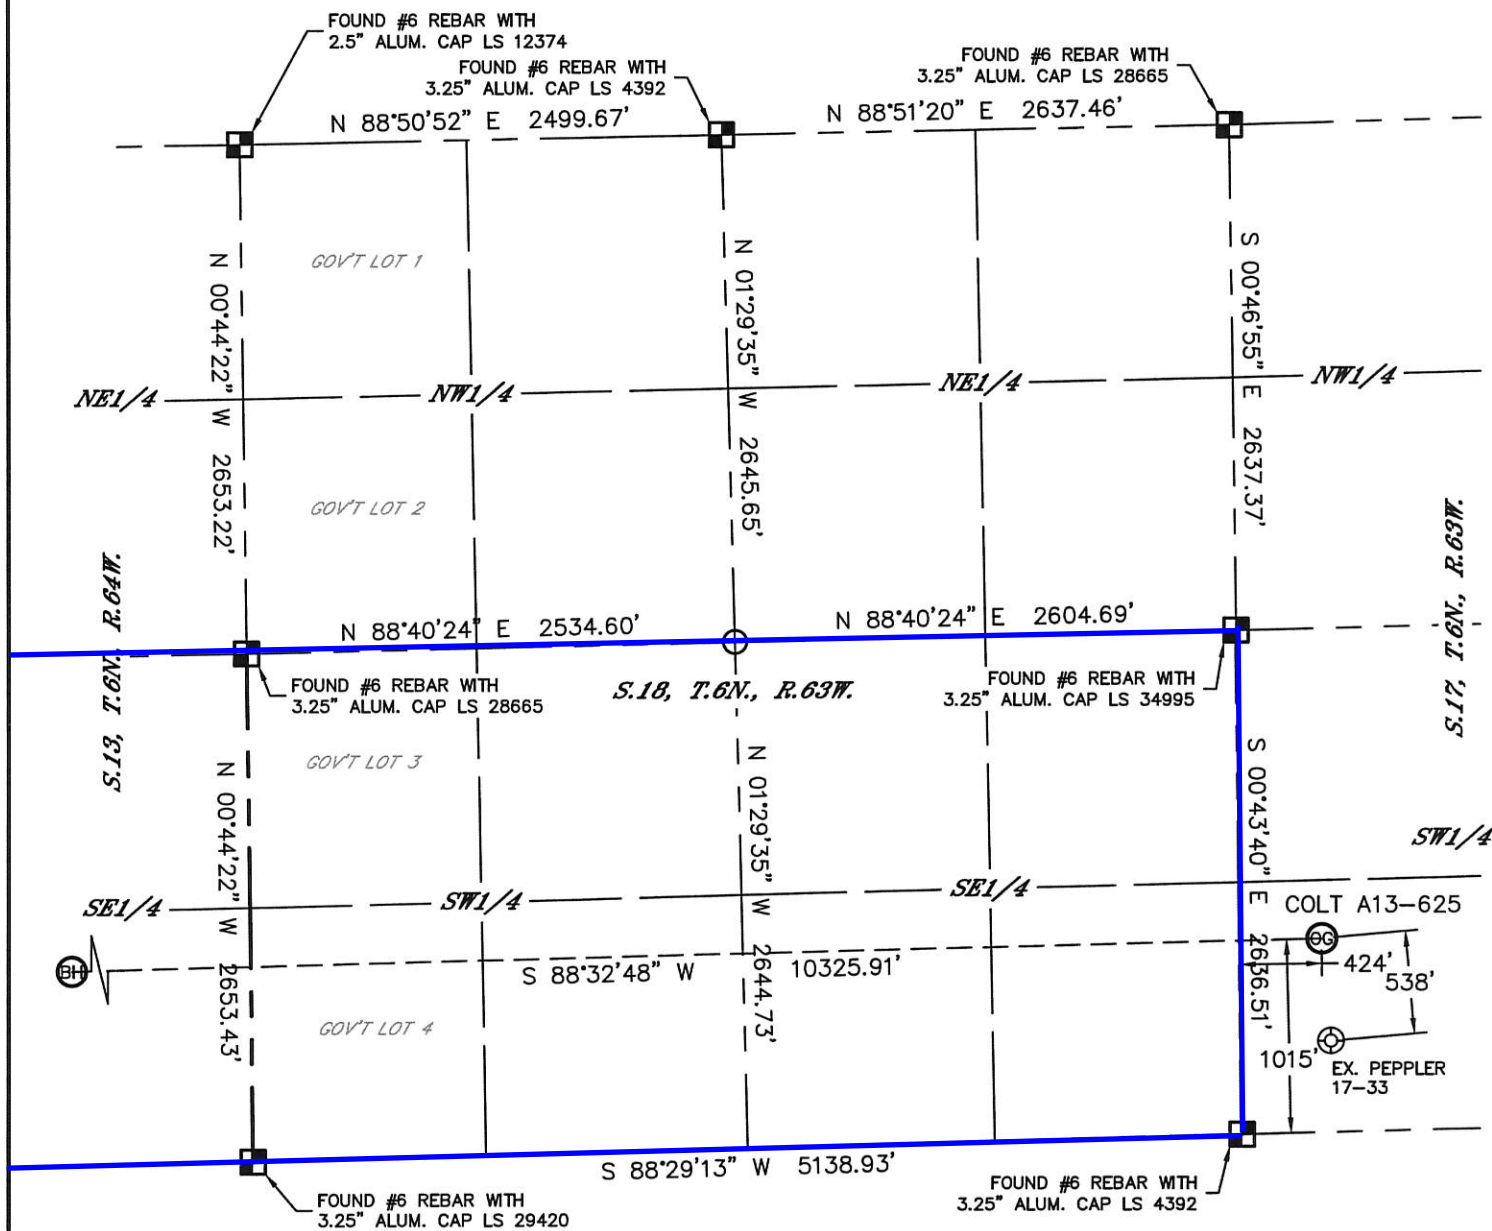 FOUND #6 REBAR WITH
2.5" ALUM. CAP LS 12374
FOUND #6 REBAR WITH
3.25" ALUM. CAP LS 4392
FOUND #6 REBAR WITH
3.25" ALUM. CAP LS 28665
N 88°50'52" E 2499.67'
N 88°51'20" E 2637.46'
GOV'T LOT 1
N 00°44'22" W 2653.22'
N 01°29'35" W 2645.65'
S 00°46'55" E 2637.37'
NE1/4
NW1/4
NE1/4
NW1/4
GOV'T LOT 2
S.13, T.6N., R.64W.
S.17, T.6N., R.63W.
N 88°40'24" E 2534.60'
N 88°40'24" E 2604.69'
FOUND #6 REBAR WITH
3.25" ALUM. CAP LS 28665
S.18, T.6N., R.63W.
FOUND #6 REBAR WITH
3.25" ALUM. CAP LS 34995
GOV'T LOT 3
N 00°44'22" W 2653.43'
N 01°29'35" W 2644.73'
S 00°43'40" E 2636.51'
SE1/4
SW1/4
SE1/4
SW1/4
COLT A13-625
OG
424'
538'
BH
S 88°32'48" W 10325.91'
GOV'T LOT 4
1015'
EX. PEPPLER
17-33
S 88°29'13" W 5138.93'
FOUND #6 REBAR WITH
3.25" ALUM. CAP LS 29420
FOUND #6 REBAR WITH
3.25" ALUM. CAP LS 4392